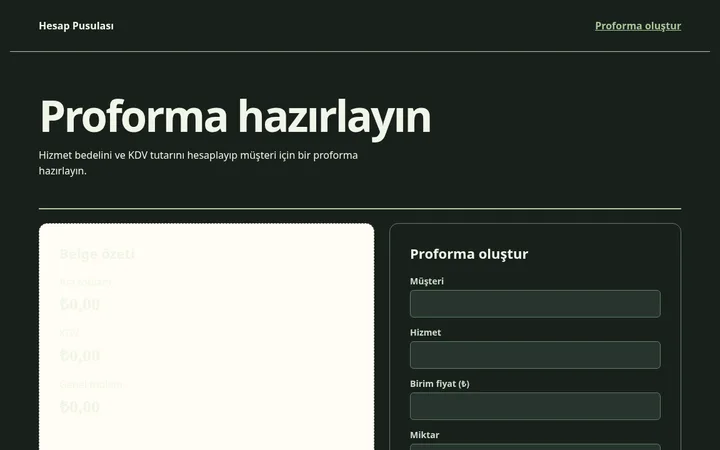 Hesap Pusulası
Proforma oluştur
Proforma hazırlayın
Hizmet bedelini ve KDV tutarını hesaplayıp müşteri için bir proforma
hazırlayın.
Belge özeti
₺0,00
KDV
₺0,00
₺0,00
Proforma oluştur
Müşteri
Hizmet
Birim fiyat (₺)
Miktar